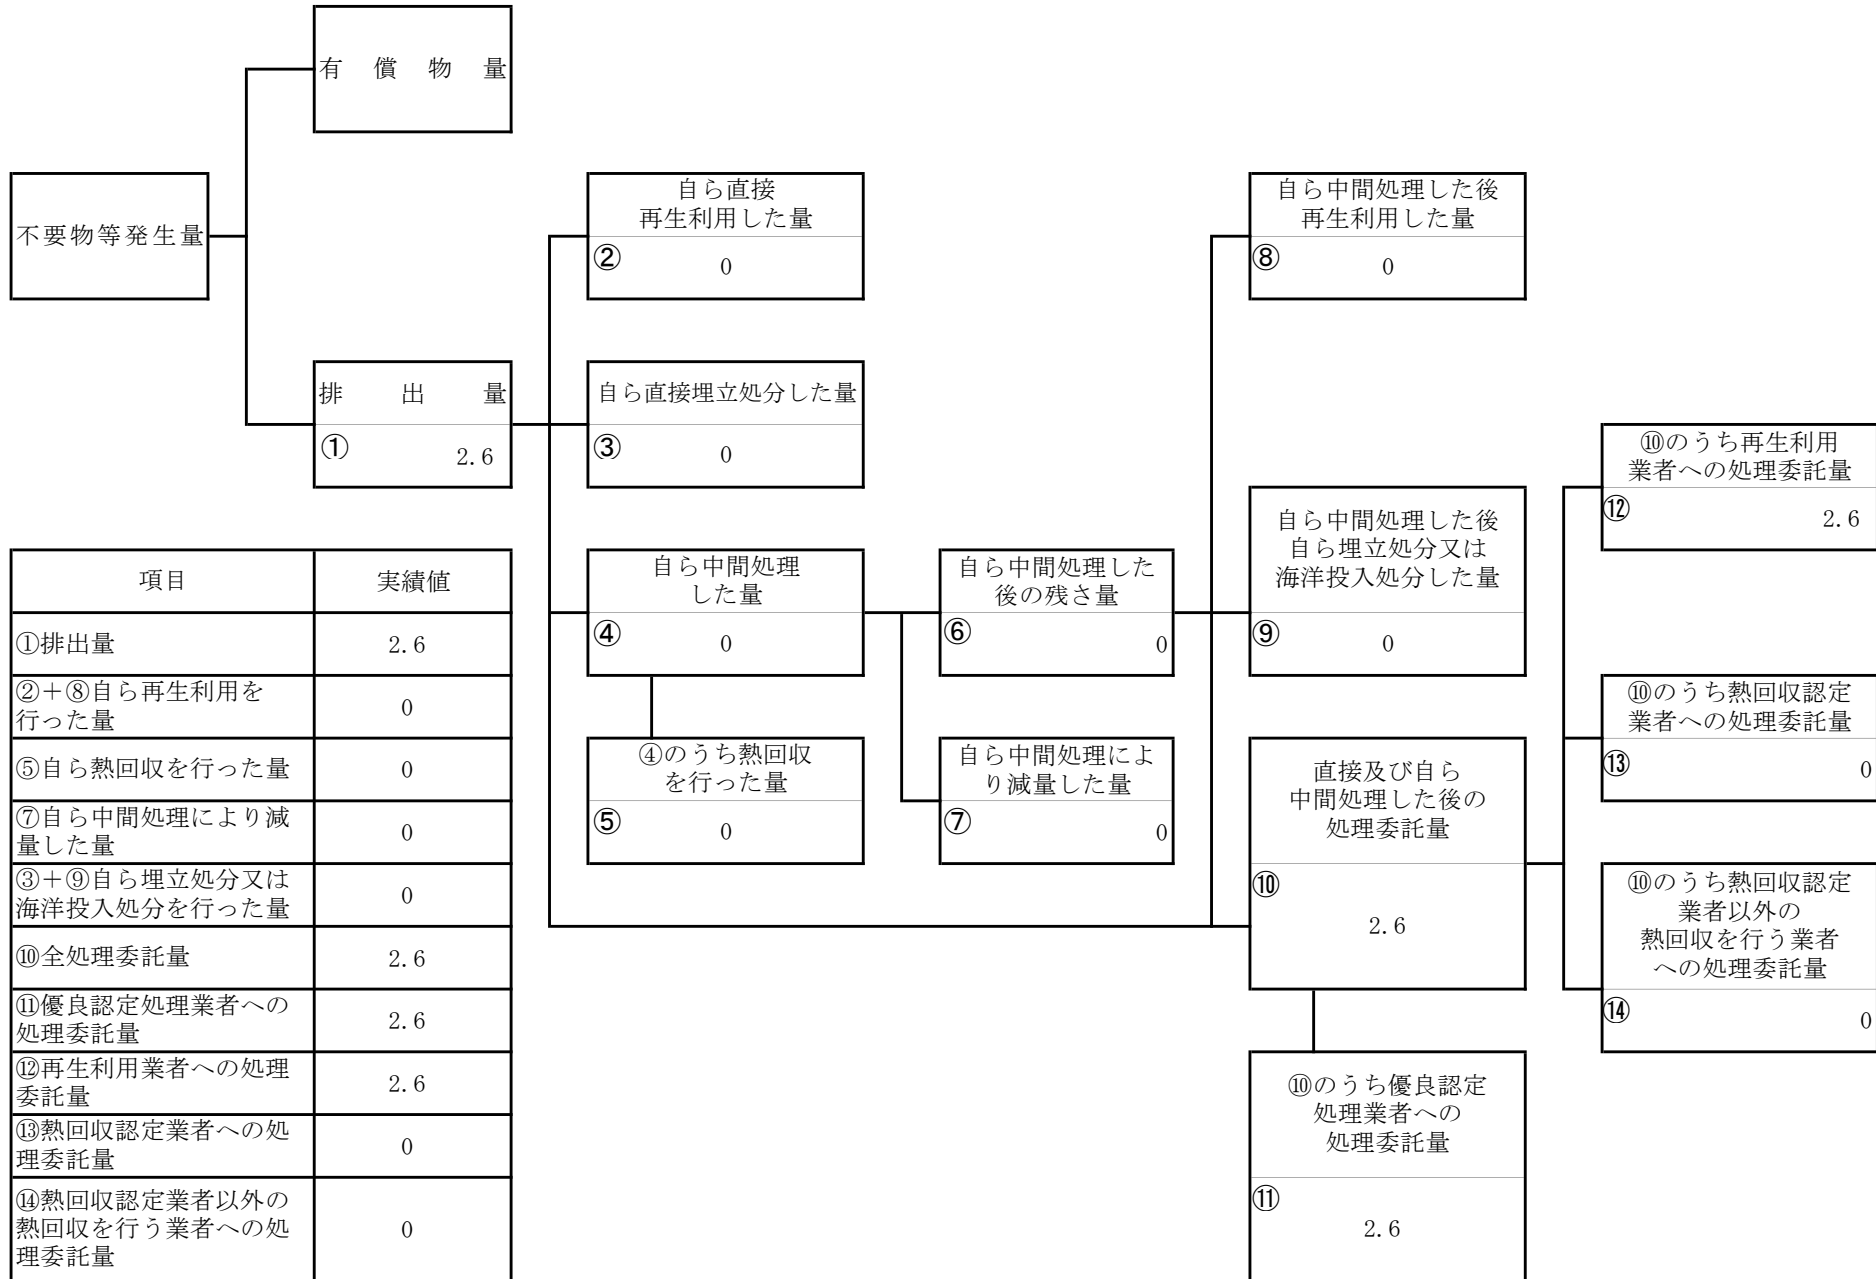 有償物量
不要物等発生量
排出量
① 2.6
自ら直接
再生利用した量
② 0
自ら直接埋立処分した量
③ 0
自ら中間処理
した量
④ 0
④のうち熱回収
を行った量
⑤ 0
自ら中間処理した
後の残さ量
⑥ 0
自ら中間処理によ
り減量した量
⑦ 0
自ら中間処理した後
再生利用した量
⑧ 0
自ら中間処理した後
自ら埋立処分又は
海洋投入処分した量
⑨ 0
直接及び自ら
中間処理した後の
処理委託量
⑩
2.6
⑩のうち優良認定
処理業者への
処理委託量
⑪
2.6
⑩のうち再生利用
業者への処理委託量
⑫ 2.6
⑩のうち熱回収認定
業者への処理委託量
⑬ 0
⑩のうち熱回収認定
業者以外の
熱回収を行う業者
への処理委託量
⑭ 0
項目 実績値
①排出量 2.6
②＋⑧自ら再生利用を
行った量 0
⑤自ら熱回収を行った量 0
⑦自ら中間処理により減
量した量 0
③＋⑨自ら埋立処分又は
海洋投入処分を行った量 0
⑩全処理委託量 2.6
⑪優良認定処理業者への
処理委託量 2.6
⑫再生利用業者への処理
委託量 2.6
⑬熱回収認定業者への処
理委託量 0
⑭熱回収認定業者以外の
熱回収を行う業者への処
理委託量 0